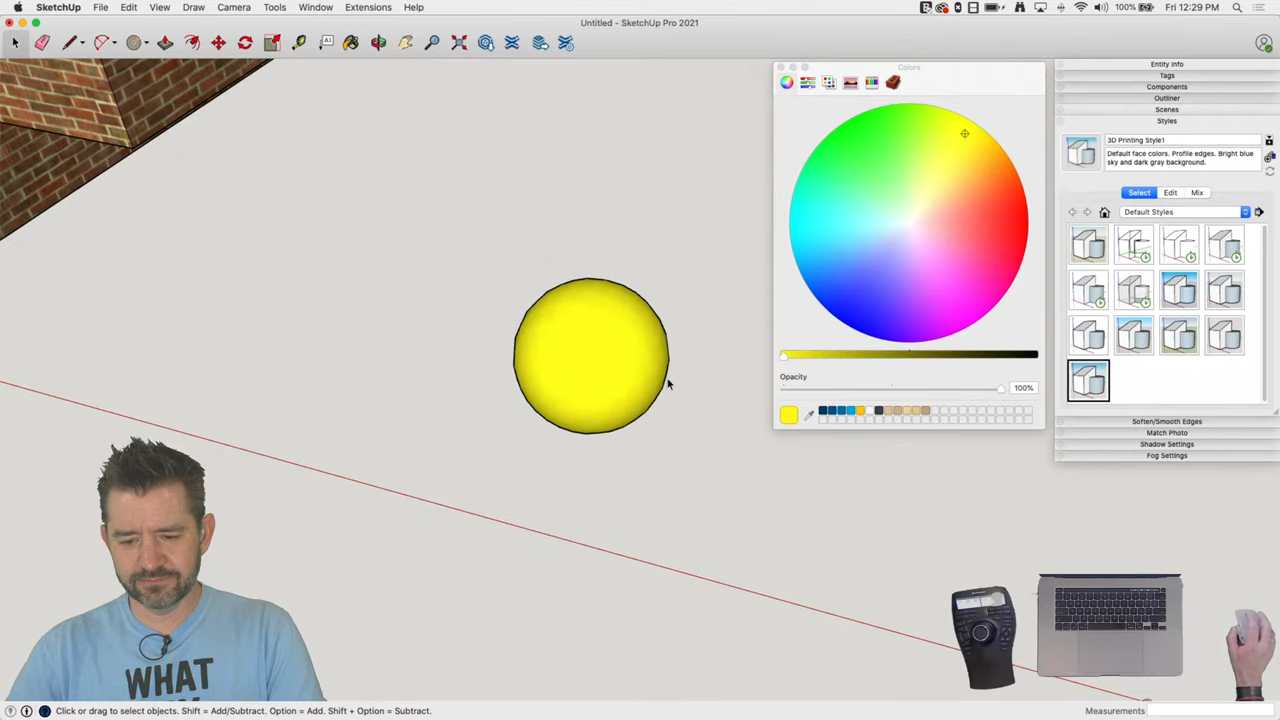 SketchUp File Edit View Draw Camera Tools Window Extensions Help
100% Fri 12:29 PM
Untitled - SketchUp Pro 2021
A1
Colors
Opacity
100%
Entity Info
Tags
Components
Outliner
Scenes
Styles
3D Printing Style1
Default face colors. Profile edges. Bright blue
sky and dark gray background.
Select Edit Mix
Default Styles
Soften/Smooth Edges
Match Photo
Shadow Settings
Fog Settings
WHAT
Click or drag to select objects. Shift = Add/Subtract. Option = Add. Shift + Option = Subtract.
Measurements